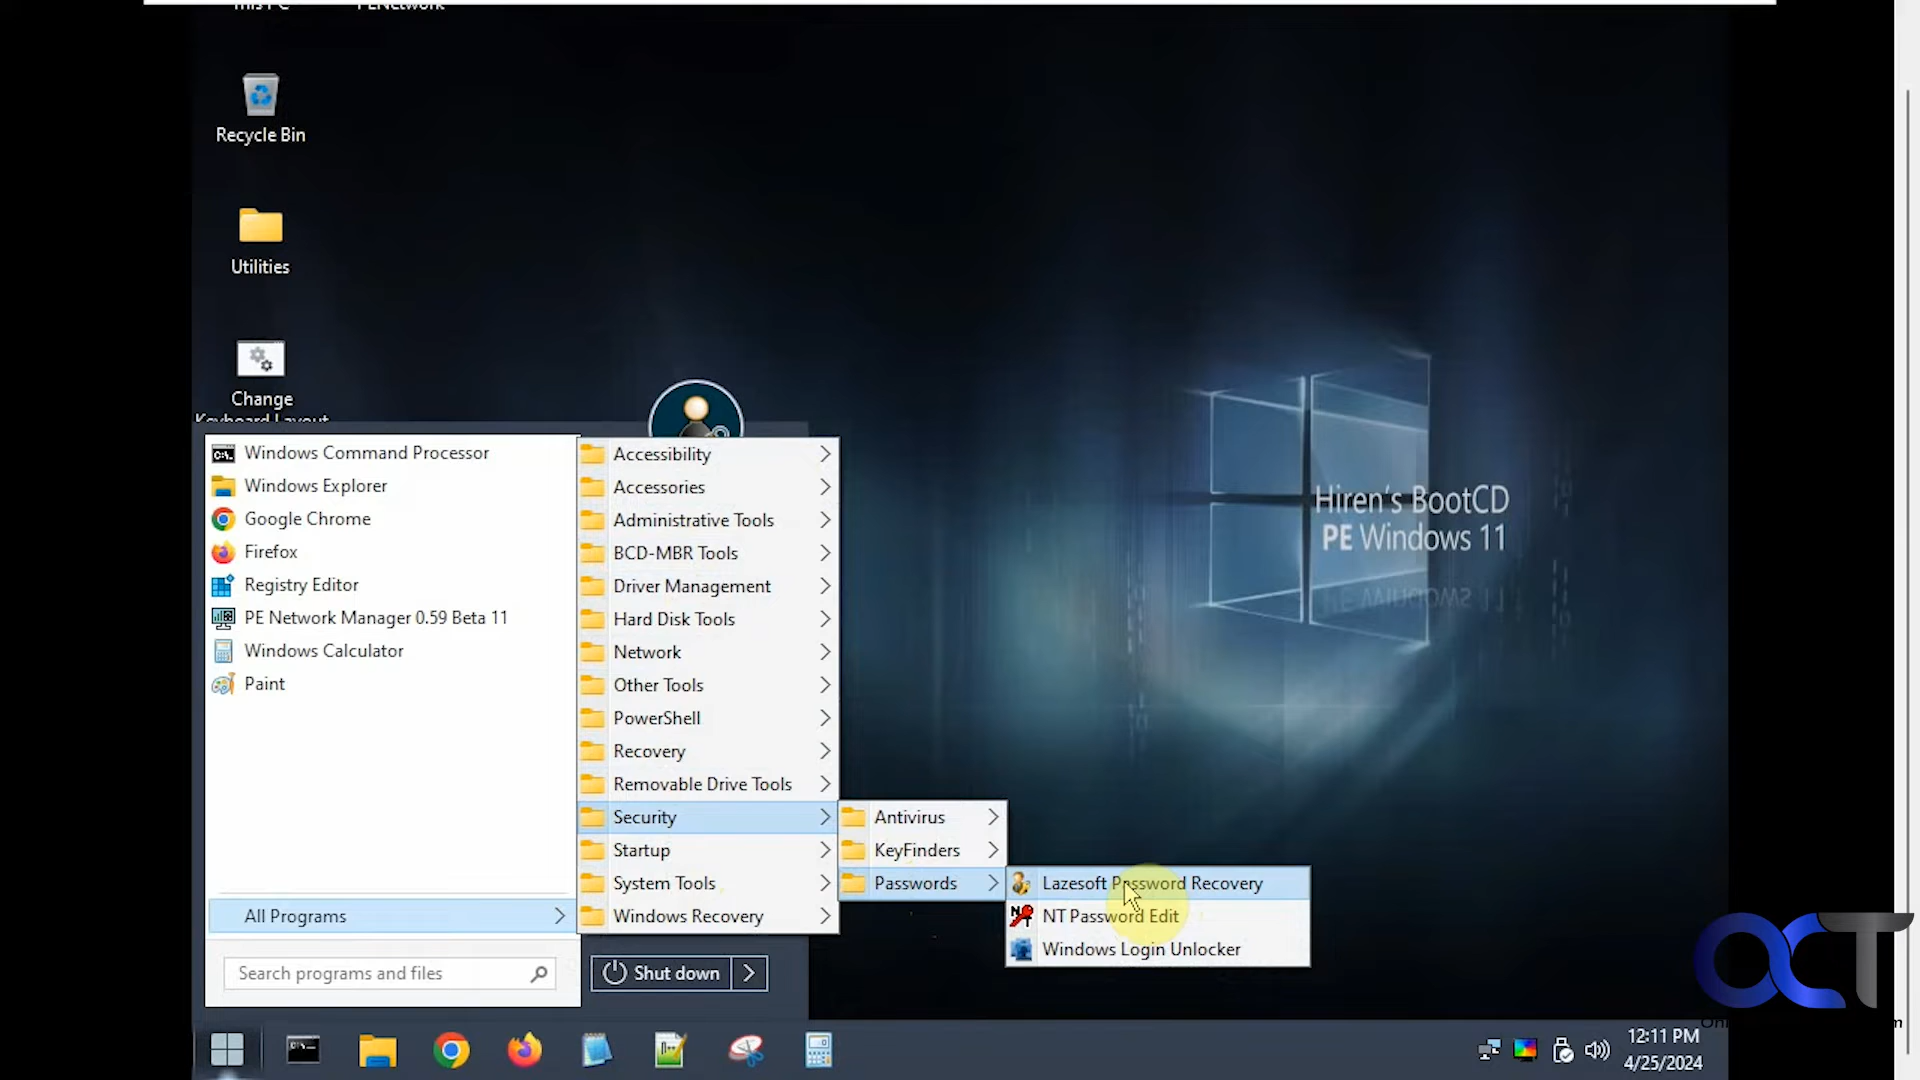 This PC
PENetwork
Recycle Bin
Utilities
Change
Keyboard Layout
Hiren's BootCD
PE Windows 11
Windows Command Processor
Windows Explorer
Google Chrome
Firefox
Registry Editor
PE Network Manager 0.59 Beta 11
Windows Calculator
Paint
All Programs
Search programs and files
Accessibility
Accessories
Administrative Tools
BCD-MBR Tools
Driver Management
Hard Disk Tools
Network
Other Tools
PowerShell
Recovery
Removable Drive Tools
Security
Startup
System Tools
Windows Recovery
Shut down
Antivirus
KeyFinders
Passwords
Lazesoft Password Recovery
NT Password Edit
Windows Login Unlocker
OCT
12:11 PM
4/25/2024